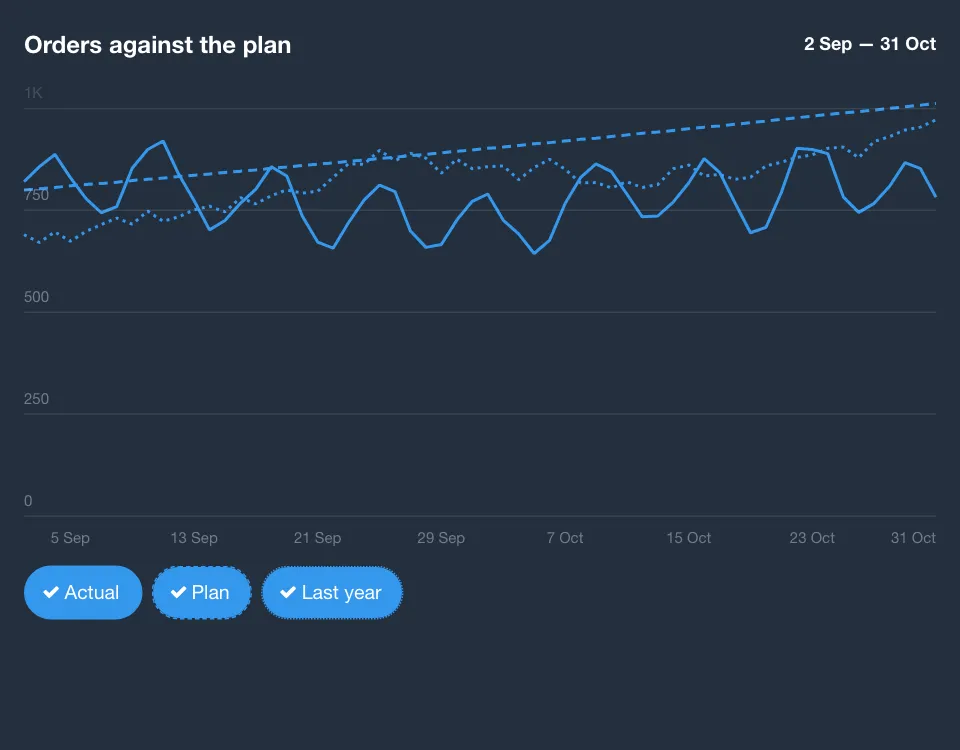 Orders against the plan
2 Sep — 31 Oct
1K
750
500
250
0
5 Sep 13 Sep 21 Sep 29 Sep 7 Oct 15 Oct 23 Oct 31 Oct
Actual Plan Last year